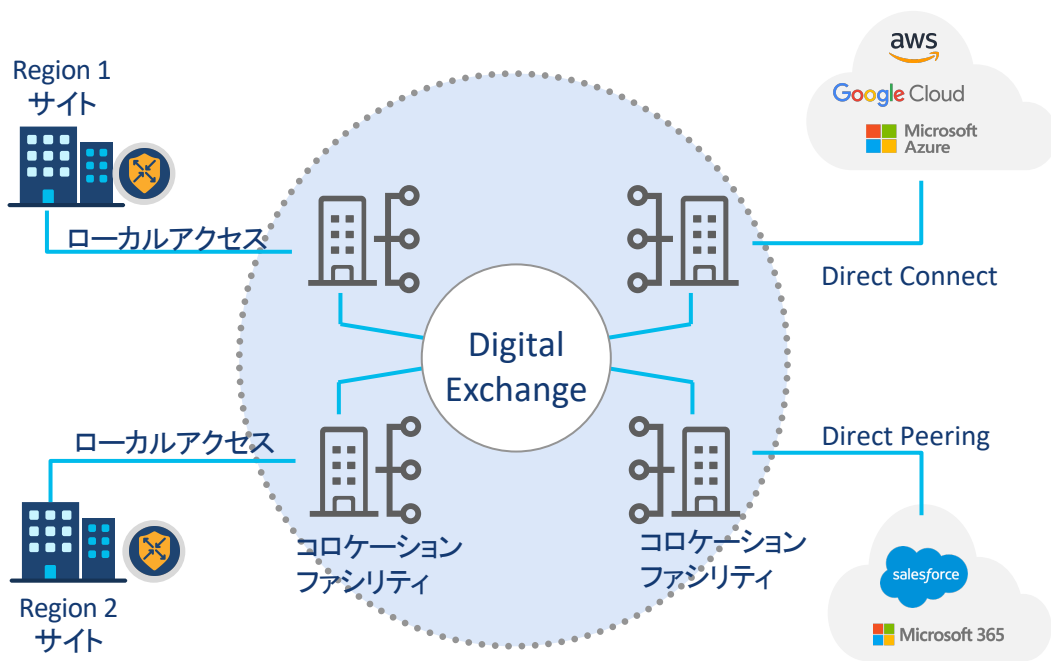 Region 1
サイト
ローカルアクセス
aws
Google Cloud
Microsoft
Azure
Direct Connect
Digital
Exchange
ローカルアクセス
Direct Peering
コロケーション
ファシリティ
コロケーション
ファシリティ
Region 2
サイト
salesforce
Microsoft 365